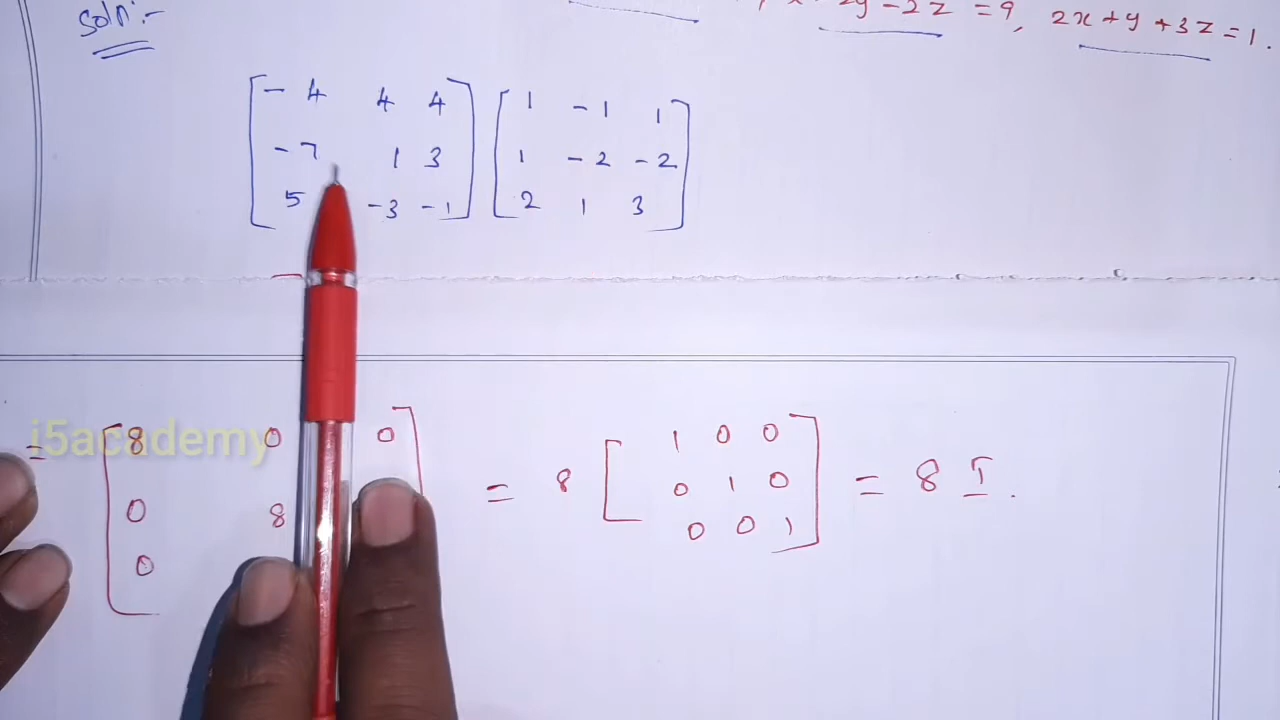 Soln:-
2y - 2z = 9, 2x + y + 3z = 1.
- 4 4 4 1 - 1 1
- 7 1 3 1 - 2 - 2
5 - 3 - 1 2 1 3
i5academy
= 8 0 0 = 8 1 0 0 = 8 I.
0 8 0 1 0
0 0 0 1